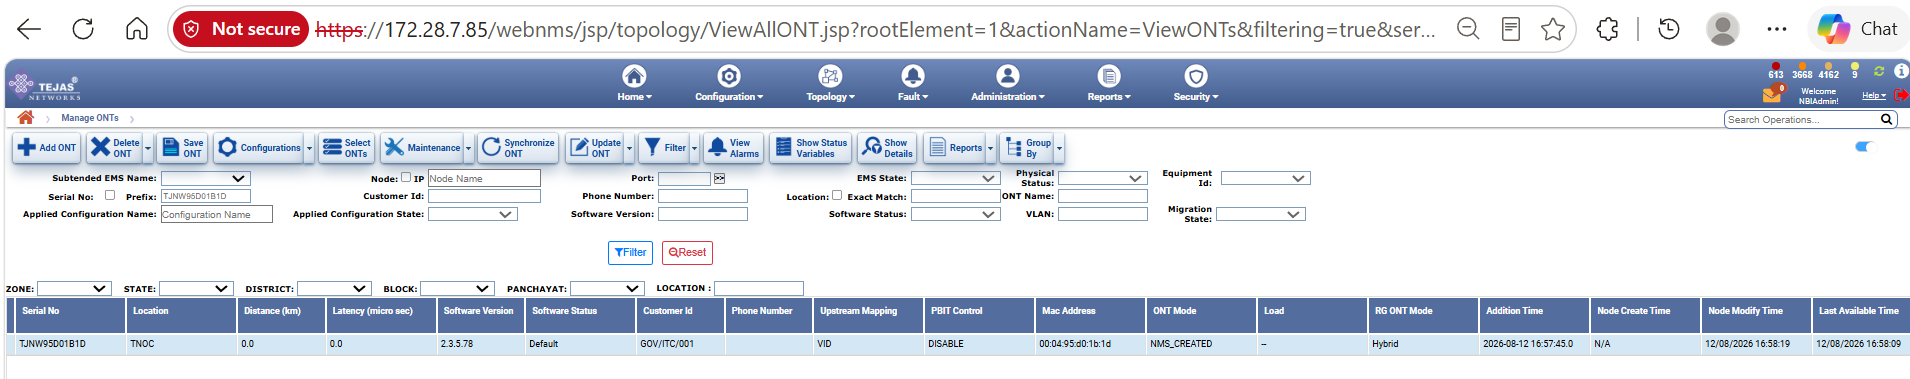 Not secure https://172.28.7.85/webnms/jsp/topology/ViewAllONT.jsp?rootElement=1&actionName=ViewONTs&filtering=true&ser... Chat
TEJAS®
NETWORKS
Home Configuration Topology Fault Administration Reports Security
613 3668 4162 9
0 Welcome NBIAdmin! Help
Manage ONTs
Search Operations...
Add ONT Delete ONT Save ONT Configurations Select ONTs Maintenance Synchronize ONT Update ONT Filter View Alarms Show Status Variables Show Details Reports Group By
Subtended EMS Name: Node: IP Node Name Port: >> EMS State: Physical Status: Equipment Id:
Serial No: Prefix: TJNW95D01B1D Customer Id: Phone Number: Location: Exact Match: ONT Name:
Applied Configuration Name: Configuration Name Applied Configuration State: Software Version: Software Status: VLAN: Migration State:
Filter Reset
ZONE: STATE: DISTRICT: BLOCK: PANCHAYAT: LOCATION :
Serial No Location Distance (km) Latency (micro sec) Software Version Software Status Customer Id Phone Number Upstream Mapping PBIT Control Mac Address ONT Mode Load RG ONT Mode Addition Time Node Create Time Node Modify Time Last Available Time
TJNW95D01B1D TNOC 0.0 0.0 2.3.5.78 Default GOV/ITC/001 VID DISABLE 00:04:95:d0:1b:1d NMS_CREATED -- Hybrid 2026-08-12 16:57:45.0 N/A 12/08/2026 16:58:19 12/08/2026 16:58:09